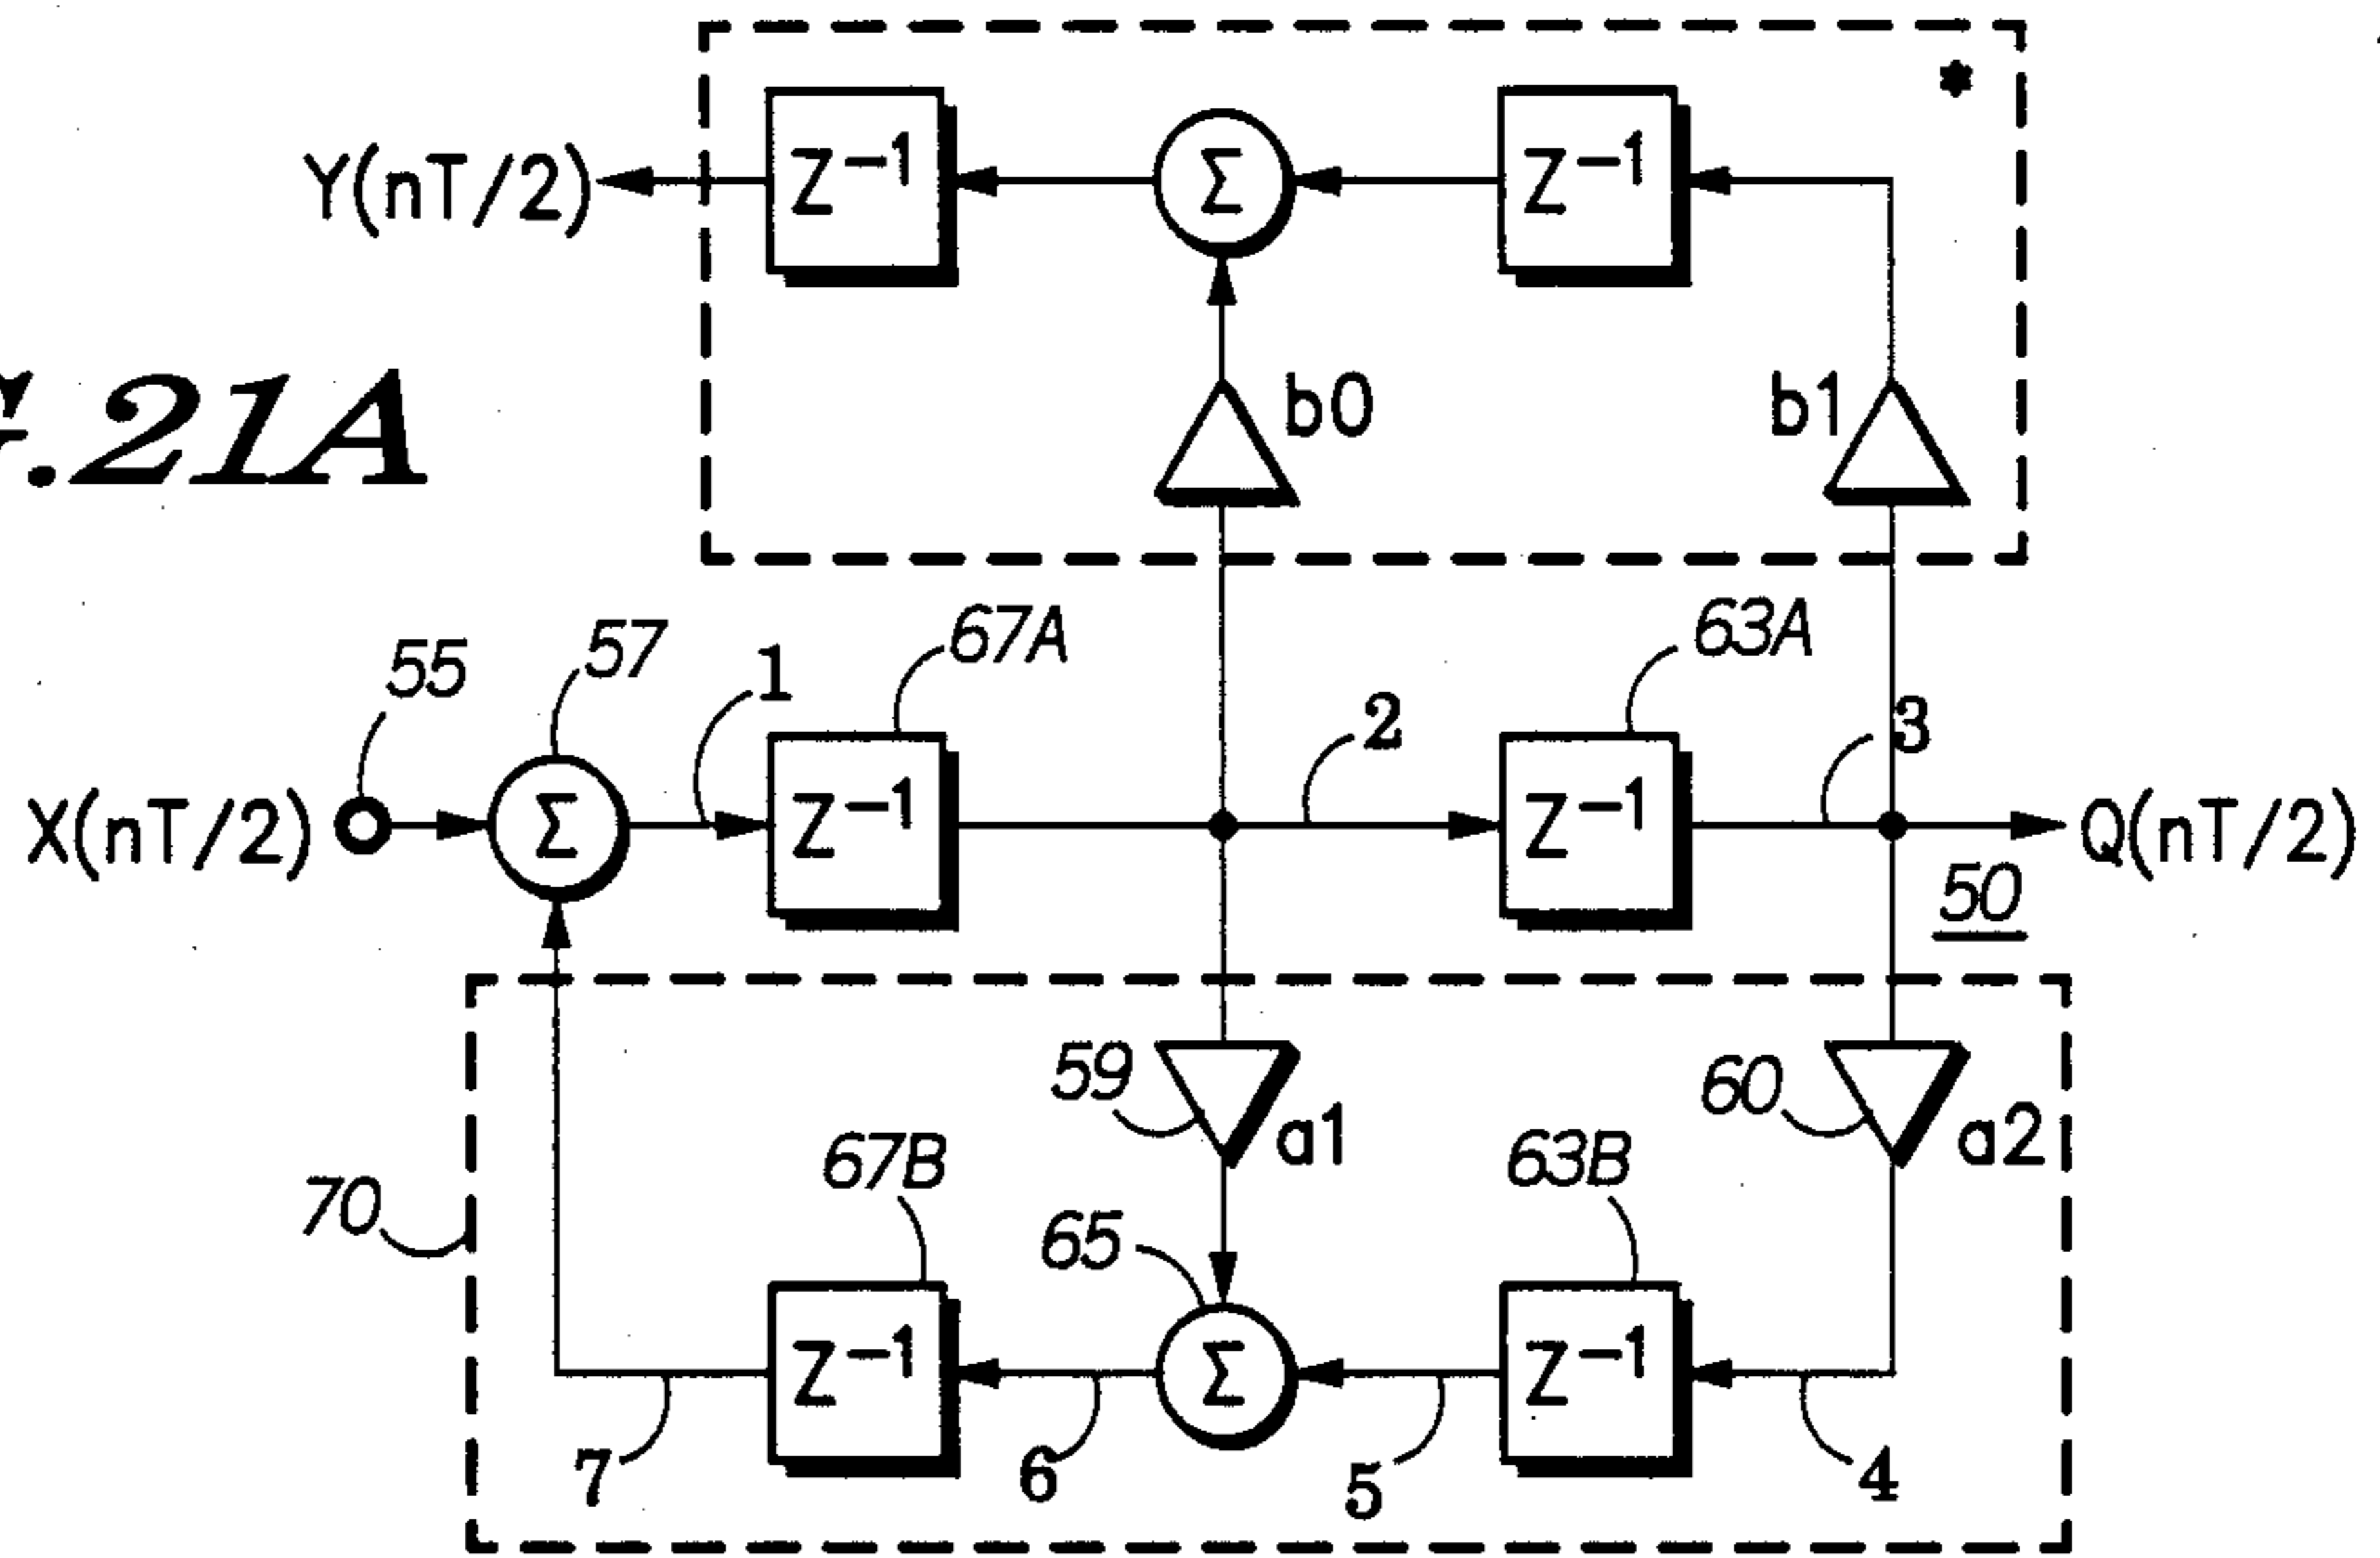 *
Z⁻¹ Σ Z⁻¹
Y(nT/2)
b0 b1
.21A
67A 63A
55 57 1 2 3
X(nT/2) Σ Z⁻¹ Z⁻¹ Q(nT/2)
50
59 60
a1 a2
67B 63B
70 65
Z⁻¹ Σ Z⁻¹
7 6 5 4